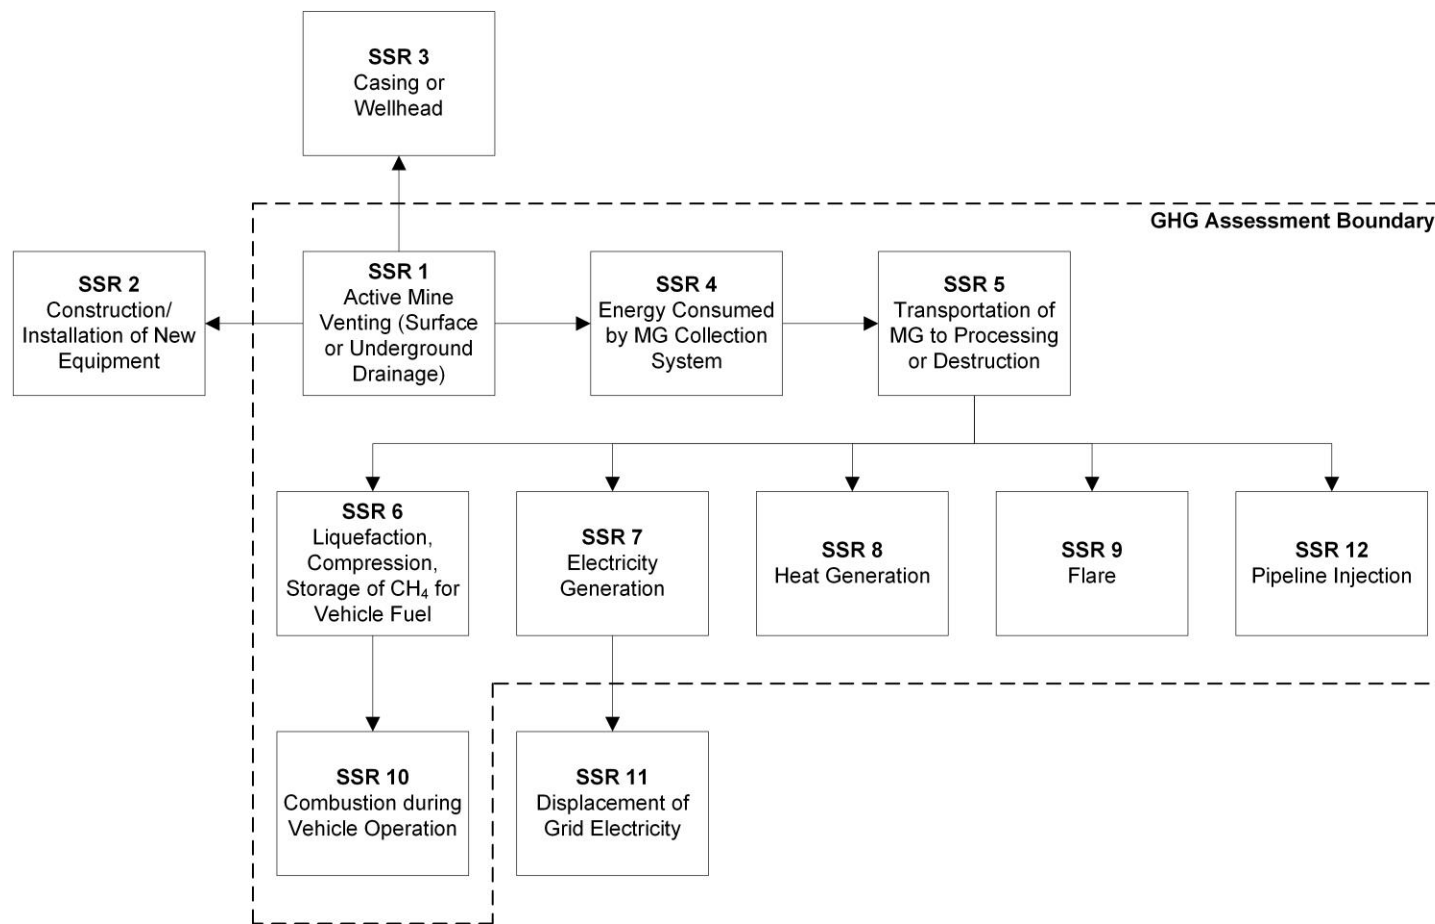 SSR 3
Casing or
Wellhead
GHG Assessment Boundary
SSR 2
Construction/
Installation of New
Equipment
SSR 1
Active Mine
Venting (Surface
or Underground
Drainage)
SSR 4
Energy Consumed
by MG Collection
System
SSR 5
Transportation of
MG to Processing
or Destruction
SSR 6
Liquefaction,
Compression,
Storage of CH₄ for
Vehicle Fuel
SSR 7
Electricity
Generation
SSR 8
Heat Generation
SSR 9
Flare
SSR 12
Pipeline Injection
SSR 10
Combustion during
Vehicle Operation
SSR 11
Displacement of
Grid Electricity